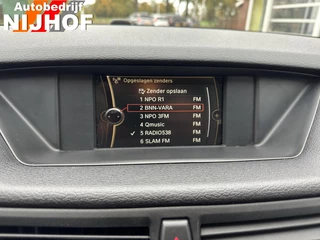 Autobedrijf
NIJHOF
Opgeslagen zenders
Zender opslaan
1 NPO R1 FM
2 BNN-VARA FM
3 NPO 3FM FM
4 Qmusic FM
✓ 5 RADIO538 FM
6 SLAM FM FM